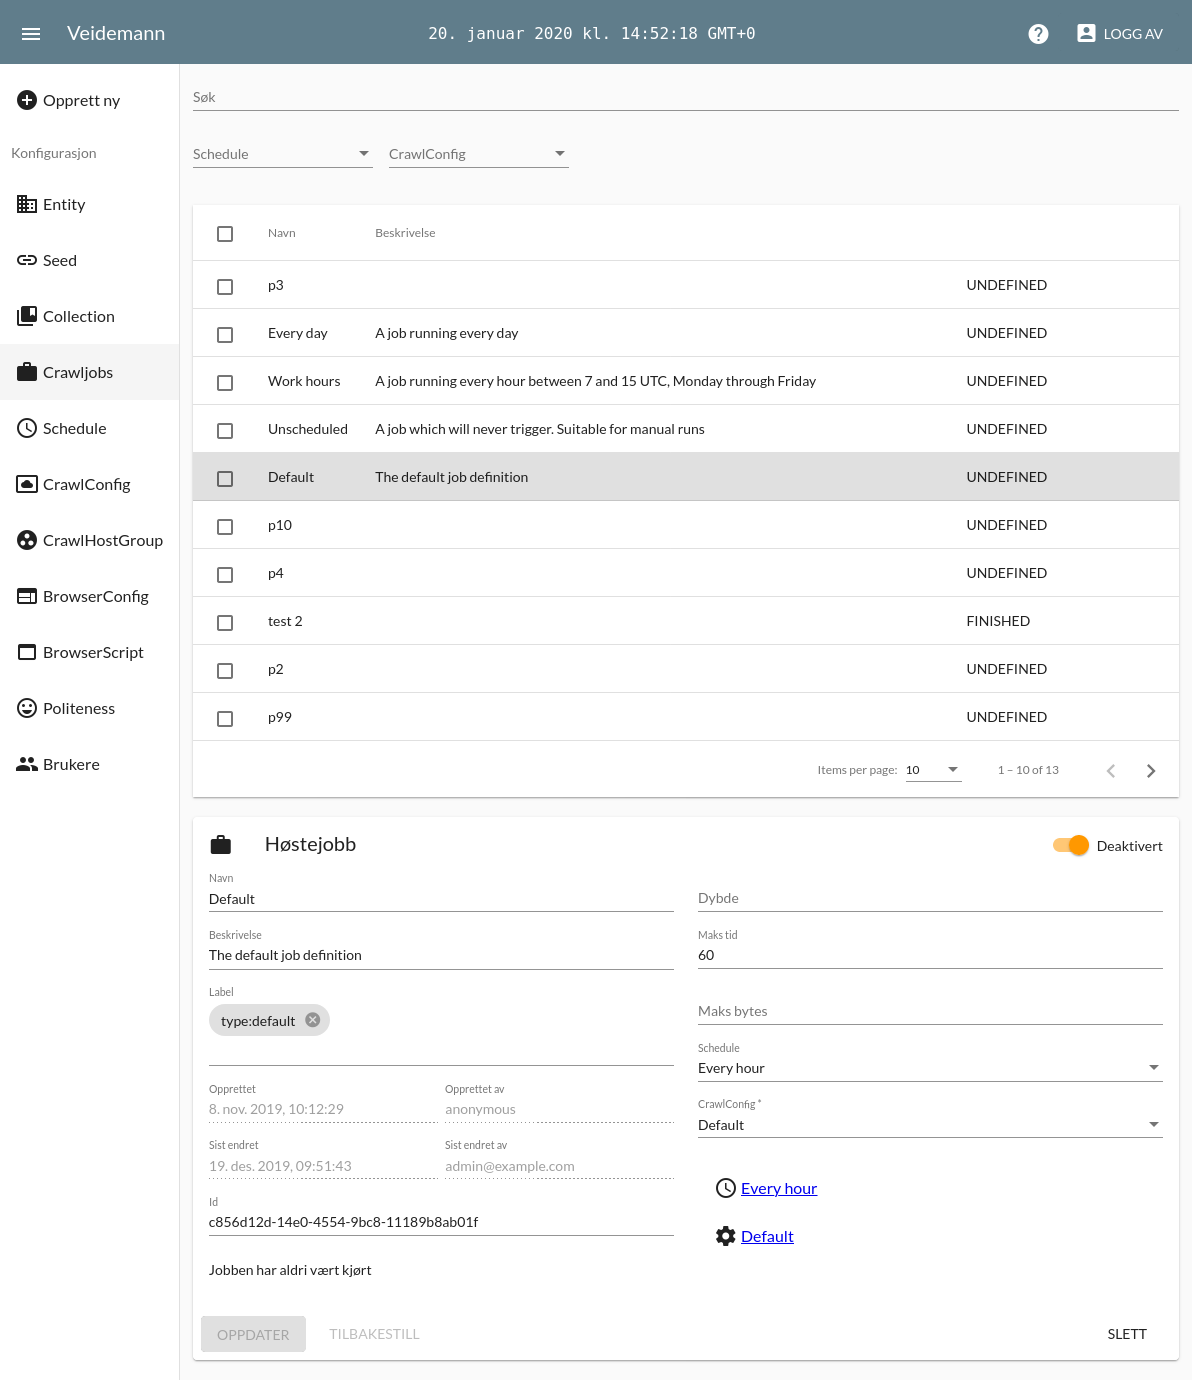 Veidemann
20. januar 2020 kl. 14:52:18 GMT+0
LOGG AV
Opprett ny
Konfigurasjon
Entity
Seed
Collection
Crawljobs
Schedule
CrawlConfig
CrawlHostGroup
BrowserConfig
BrowserScript
Politeness
Brukere
Søk
Schedule CrawlConfig
Navn Beskrivelse
p3 UNDEFINED
Every day A job running every day UNDEFINED
Work hours A job running every hour between 7 and 15 UTC, Monday through Friday UNDEFINED
Unscheduled A job which will never trigger. Suitable for manual runs UNDEFINED
Default The default job definition UNDEFINED
p10 UNDEFINED
p4 UNDEFINED
test 2 FINISHED
p2 UNDEFINED
p99 UNDEFINED
Items per page: 10 1 – 10 of 13
Høstejobb
Deaktivert
Navn
Default
Beskrivelse
The default job definition
Label
type:default
Opprettet Opprettet av
8. nov. 2019, 10:12:29 anonymous
Sist endret Sist endret av
19. des. 2019, 09:51:43 admin@example.com
Id
c856d12d-14e0-4554-9bc8-11189b8ab01f
Jobben har aldri vært kjørt
Dybde
Maks tid
60
Maks bytes
Schedule
Every hour
CrawlConfig *
Default
Every hour
Default
OPPDATER TILBAKESTILL SLETT